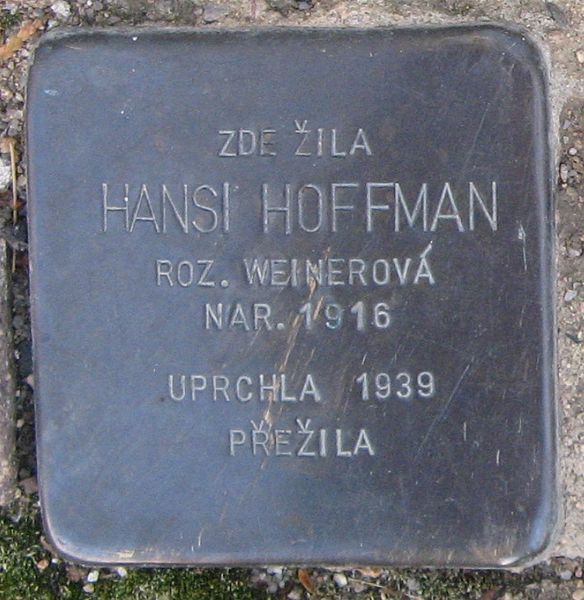 ZDE ŽILA
HANSI HOFFMAN
ROZ. WEINEROVÁ
NAR. 1916
UPRCHLA 1939
PŘEŽILA